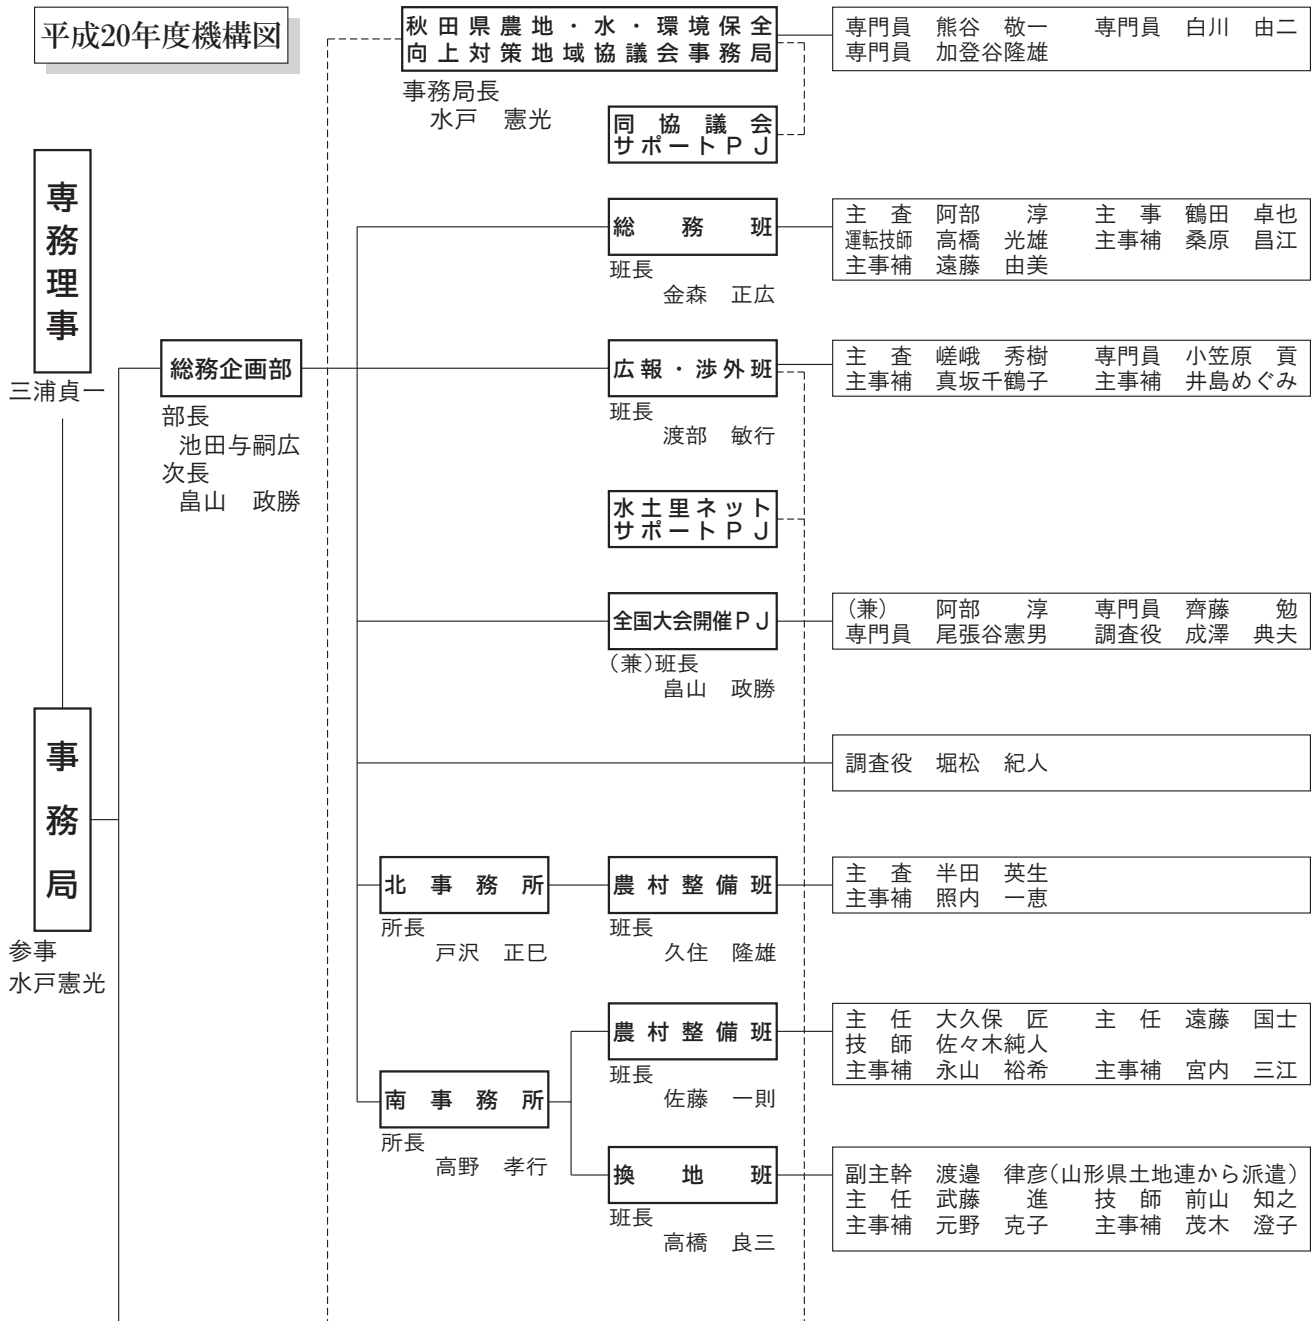 平成20年度機構図
秋田県農地・水・環境保全
向上対策地域協議会事務局
事務局長
水戸　憲光
専門員　熊谷　敬一　　専門員　白川　由二
専門員　加登谷隆雄
同協議会
サポートＰＪ
専務理事
三浦貞一
総務班
班長
金森　正広
主　査　阿部　　淳　　主　事　鶴田　卓也
運転技師　高橋　光雄　　主事補　桑原　昌江
主事補　遠藤　由美
総務企画部
部長
池田与嗣広
次長
畠山　政勝
広報・渉外班
班長
渡部　敏行
主　査　嵯峨　秀樹　　専門員　小笠原　貢
主事補　真坂千鶴子　　主事補　井島めぐみ
水土里ネット
サポートＰＪ
全国大会開催ＰＪ
(兼)班長
畠山　政勝
(兼)　　阿部　　淳　　専門員　齊藤　　勉
専門員　尾張谷憲男　　調査役　成澤　典夫
事務局
参事
水戸憲光
調査役　堀松　紀人
北事務所
所長
戸沢　正巳
農村整備班
班長
久住　隆雄
主　査　半田　英生
主事補　照内　一恵
南事務所
所長
高野　孝行
農村整備班
班長
佐藤　一則
主　任　大久保　匠　　主　任　遠藤　国士
技　師　佐々木純人
主事補　永山　裕希　　主事補　宮内　三江
換地班
班長
高橋　良三
副主幹　渡邉　律彦(山形県土地連から派遣)
主　任　武藤　　進　　技　師　前山　知之
主事補　元野　克子　　主事補　茂木　澄子